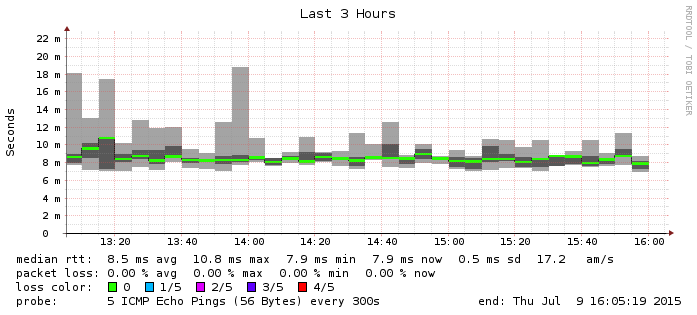 Last 3 Hours
RRDTOOL / TOBI OETIKER
Seconds
22 m
20 m
18 m
16 m
14 m
12 m
10 m
8 m
6 m
4 m
2 m
0
13:20 13:40 14:00 14:20 14:40 15:00 15:20 15:40 16:00
median rtt: 8.5 ms avg 10.8 ms max 7.9 ms min 7.9 ms now 0.5 ms sd 17.2 am/s
packet loss: 0.00 % avg 0.00 % max 0.00 % min 0.00 % now
loss color: 0 1/5 2/5 3/5 4/5
probe: 5 ICMP Echo Pings (56 Bytes) every 300s end: Thu Jul 9 16:05:19 2015